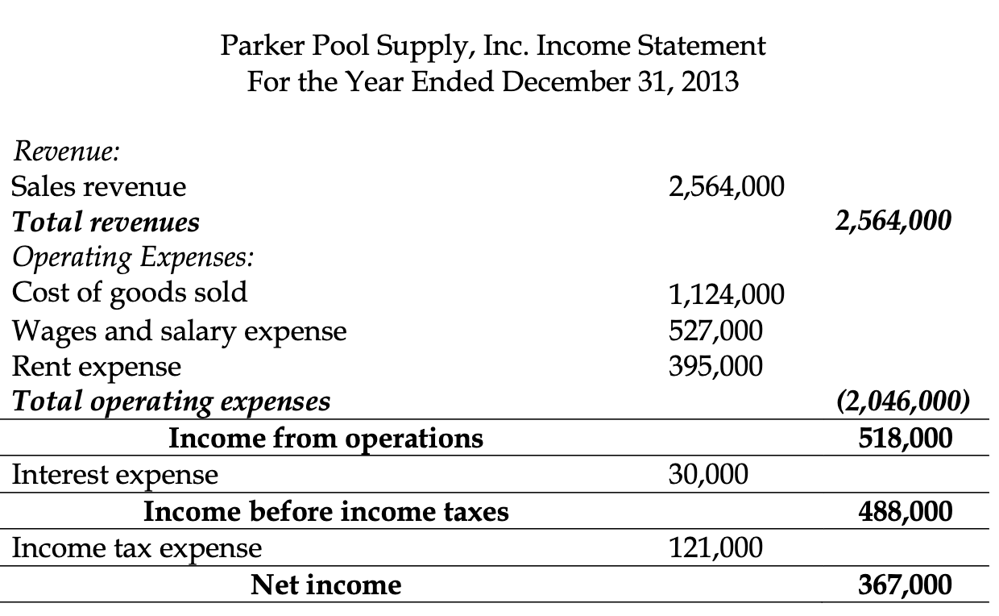 Parker Pool Supply, Inc. Income Statement
For the Year Ended December 31, 2013
Revenue:
Sales revenue 2,564,000
Total revenues 2,564,000
Operating Expenses:
Cost of goods sold 1,124,000
Wages and salary expense 527,000
Rent expense 395,000
Total operating expenses (2,046,000)
Income from operations 518,000
Interest expense 30,000
Income before income taxes 488,000
Income tax expense 121,000
Net income 367,000